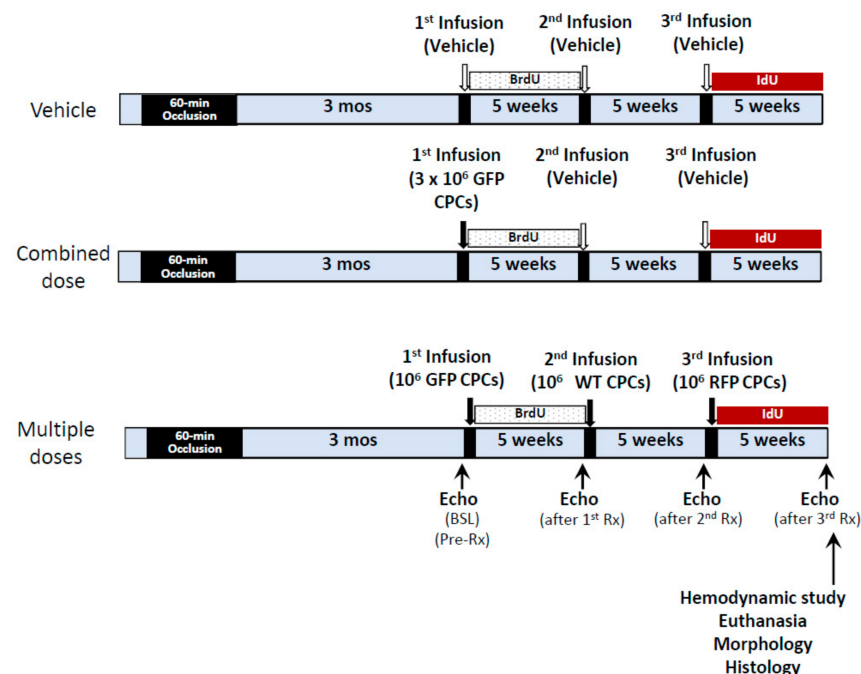 1st Infusion 2nd Infusion 3rd Infusion
(Vehicle) (Vehicle) (Vehicle)
BrdU IdU
Vehicle 60-min Occlusion 3 mos 5 weeks 5 weeks 5 weeks
1st Infusion 2nd Infusion 3rd Infusion
(3 x 10⁶ GFP CPCs) (Vehicle) (Vehicle)
BrdU IdU
Combined dose 60-min Occlusion 3 mos 5 weeks 5 weeks 5 weeks
1st Infusion 2nd Infusion 3rd Infusion
(10⁶ GFP CPCs) (10⁶ WT CPCs) (10⁶ RFP CPCs)
BrdU IdU
Multiple doses 60-min Occlusion 3 mos 5 weeks 5 weeks 5 weeks
Echo Echo Echo Echo
(BSL) (after 1st Rx) (after 2nd Rx) (after 3rd Rx)
(Pre-Rx)
Hemodynamic study
Euthanasia
Morphology
Histology